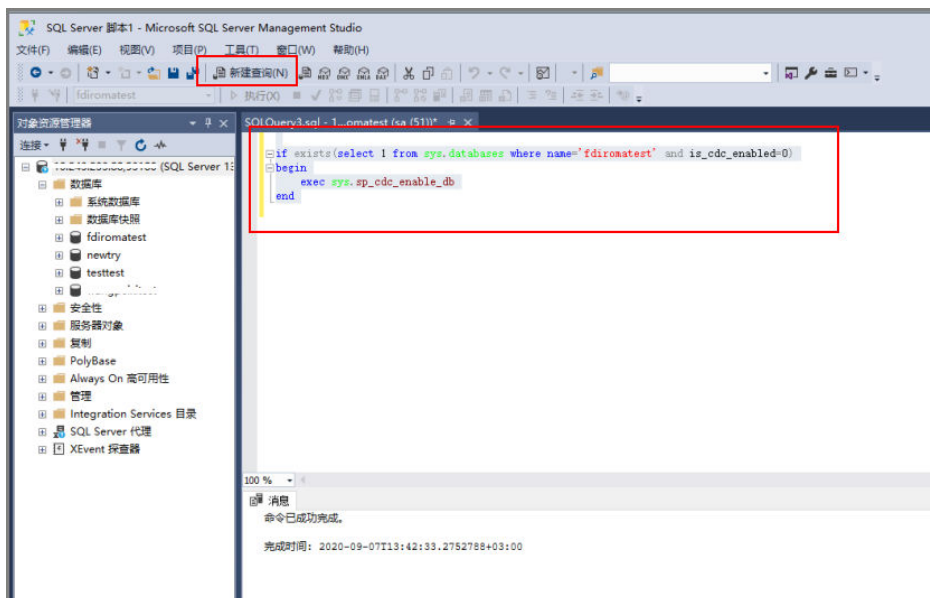 SQL Server 脚本1 - Microsoft SQL Server Management Studio
文件(F) 编辑(E) 视图(V) 项目(P) 工具(T) 窗口(W) 帮助(H)
新建查询(N)
fdiromatest 执行(X)
对象资源管理器
SQLQuery3.sql - 1...omatest (sa (51))*
连接
(SQL Server 13
数据库
系统数据库
数据库快照
fdiromatest
newtry
testtest
安全性
服务器对象
复制
PolyBase
Always On 高可用性
管理
Integration Services 目录
SQL Server 代理
XEvent 探查器
if exists(select 1 from sys.databases where name='fdiromatest' and is_cdc_enabled=0)
begin
exec sys.sp_cdc_enable_db
end
100 %
消息
命令已成功完成。
完成时间: 2020-09-07T13:42:33.2752788+03:00